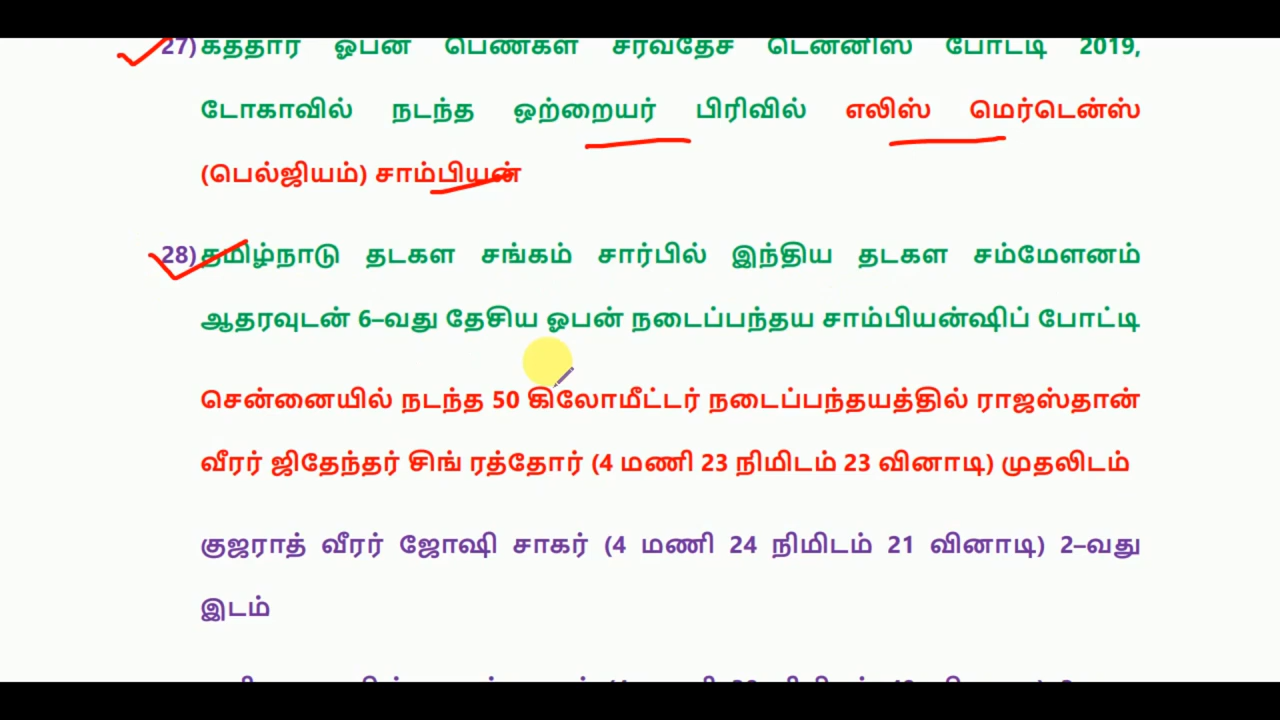 27) கத்தார் ஓபன் பெண்கள் சர்வதேச டென்னிஸ் போட்டி 2019,
டோகாவில் நடந்த ஒற்றையர் பிரிவில் எலிஸ் மெர்டென்ஸ்
(பெல்ஜியம்) சாம்பியன்
28) தமிழ்நாடு தடகள சங்கம் சார்பில் இந்திய தடகள சம்மேளனம்
ஆதரவுடன் 6–வது தேசிய ஓபன் நடைப்பந்தய சாம்பியன்ஷிப் போட்டி
சென்னையில் நடந்த 50 கிலோமீட்டர் நடைப்பந்தயத்தில் ராஜஸ்தான்
வீரர் ஜிதேந்தர் சிங் ரத்தோர் (4 மணி 23 நிமிடம் 23 வினாடி) முதலிடம்
குஜராத் வீரர் ஜோஷி சாகர் (4 மணி 24 நிமிடம் 21 வினாடி) 2–வது
இடம்